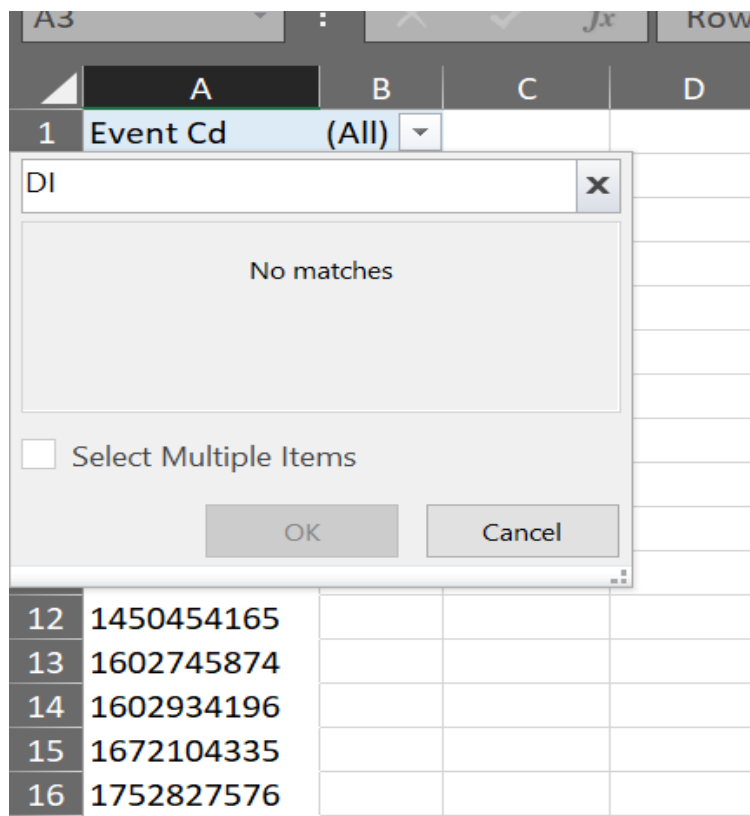 A3 : fx Row
A B C D
1 Event Cd (All)
DI
No matches
Select Multiple Items
OK Cancel
12 1450454165
13 1602745874
14 1602934196
15 1672104335
16 1752827576